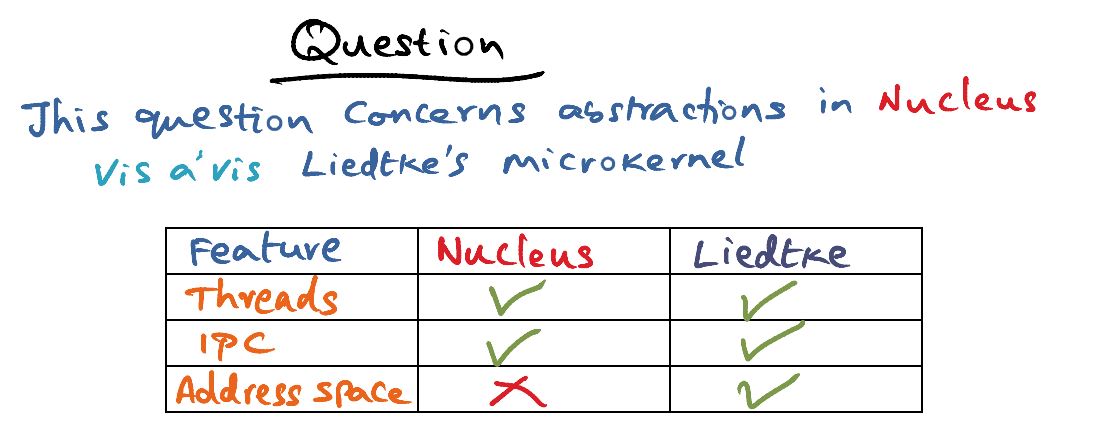 Question
This question concerns abstractions in Nucleus
Vis a'vis Liedtke's microkernel
Feature Nucleus Liedtke
Threads ✓ ✓
IPC ✓ ✓
Address space ✗ ✓